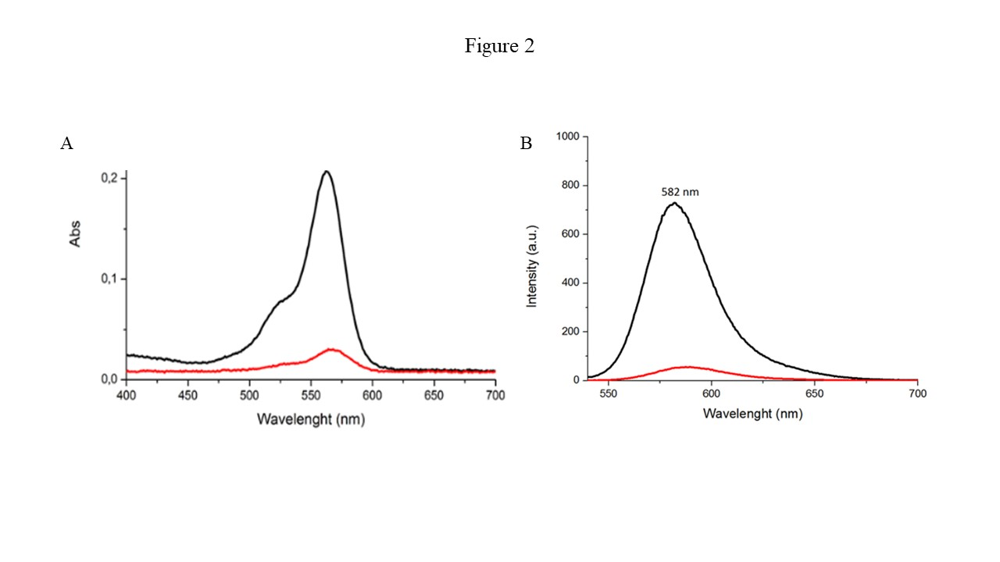 Figure 2
A
0,2
0,1
0,0
Abs
400 450 500 550 600 650 700
Wavelenght (nm)
B
1000
800
600
400
200
0
Intensity (a.u.)
582 nm
550 600 650 700
Wavelenght (nm)